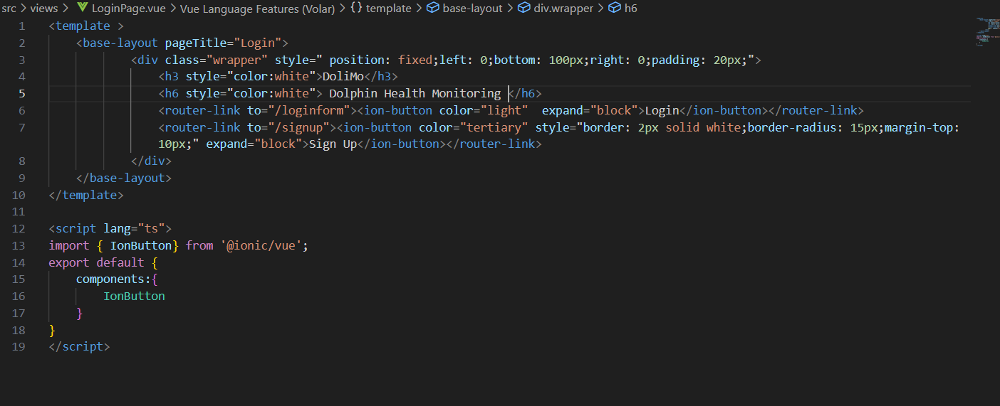 src > views > LoginPage.vue > Vue Language Features (Volar) > {} template > base-layout > div.wrapper > h6
1 <template >
2 <base-layout pageTitle="Login">
3 <div class="wrapper" style=" position: fixed;left: 0;bottom: 100px;right: 0;padding: 20px;">
4 <h3 style="color:white">DoliMo</h3>
5 <h6 style="color:white"> Dolphin Health Monitoring </h6>
6 <router-link to="/loginform"><ion-button color="light"  expand="block">Login</ion-button></router-link>
7 <router-link to="/signup"><ion-button color="tertiary" style="border: 2px solid white;border-radius: 15px;margin-top:
10px;" expand="block">Sign Up</ion-button></router-link>
8 </div>
9 </base-layout>
10 </template>
11
12 <script lang="ts">
13 import { IonButton} from '@ionic/vue';
14 export default {
15 components:{
16 IonButton
17 }
18 }
19 </script>